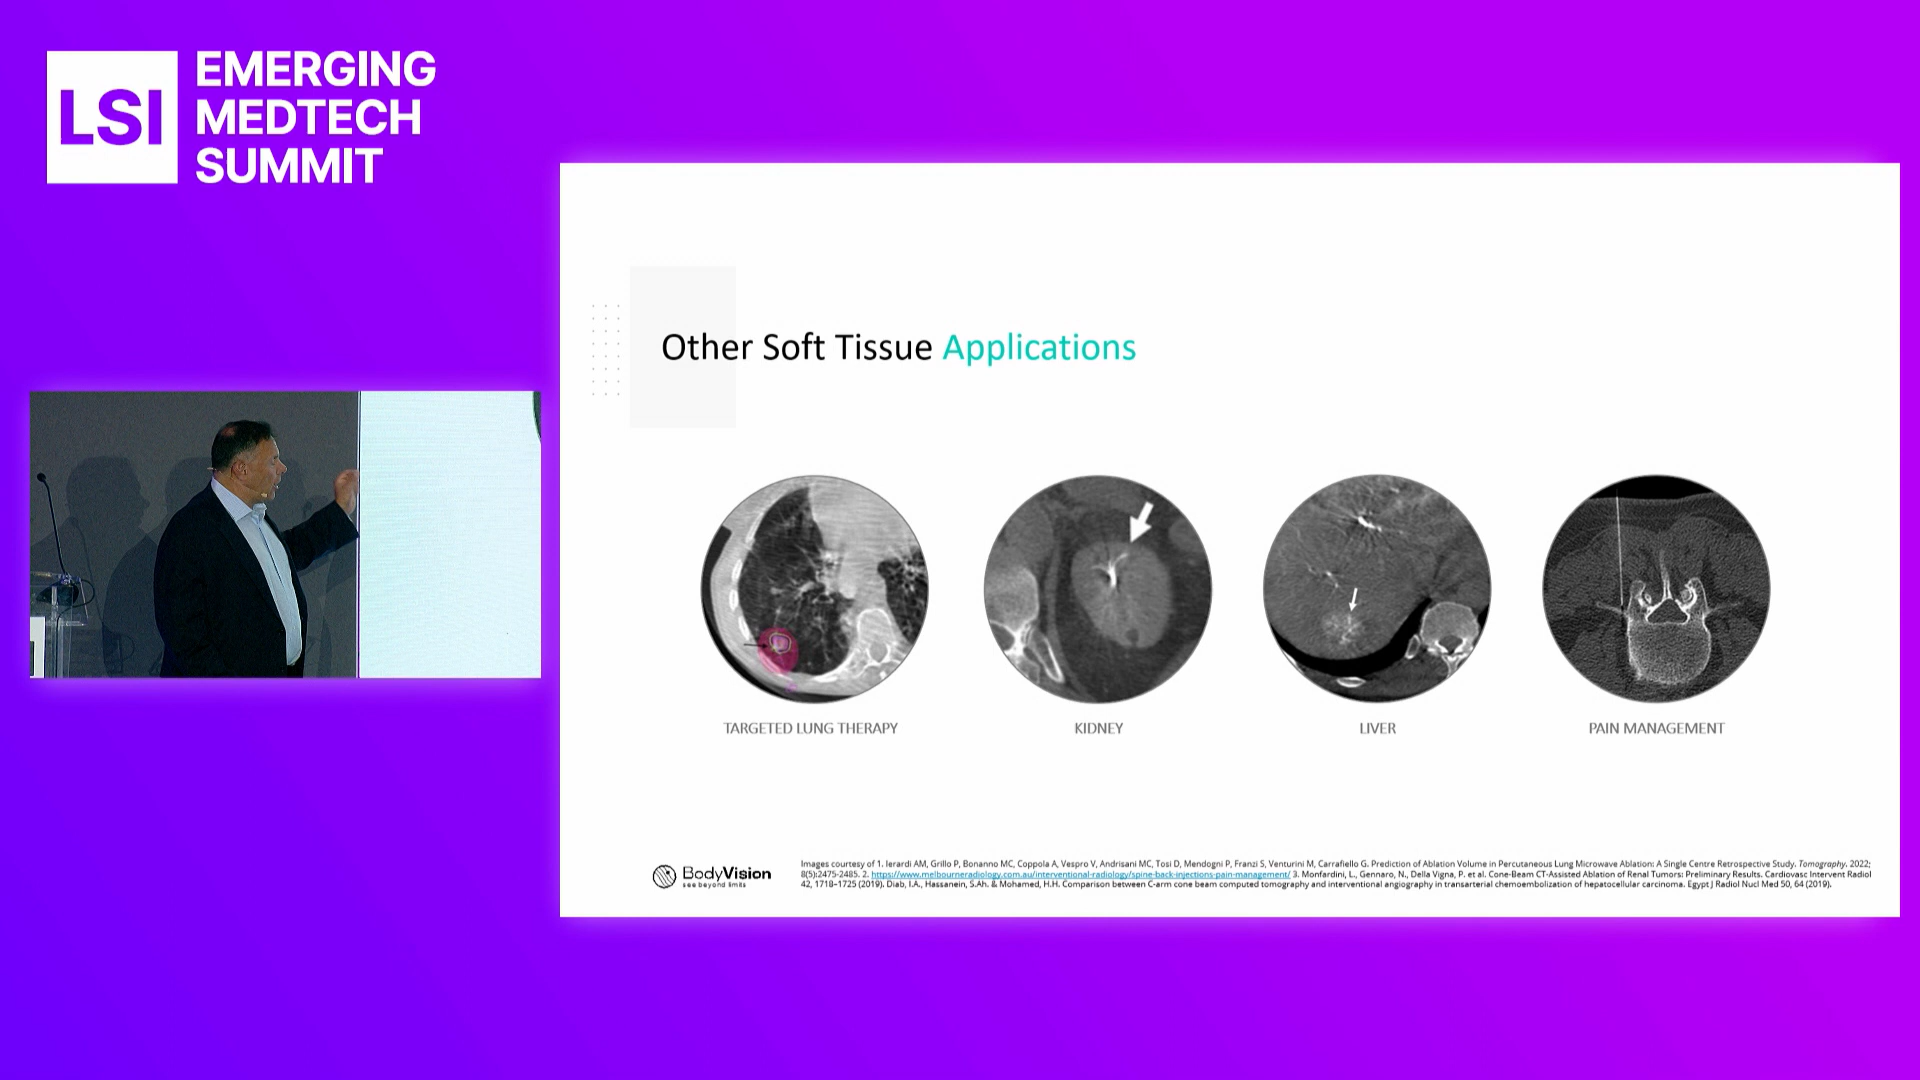 LSI
EMERGING
MEDTECH
SUMMIT
Other Soft Tissue Applications
TARGETED LUNG THERAPY
KIDNEY
LIVER
PAIN MANAGEMENT
BodyVision
see beyond limits
Images courtesy of 1. Ierardi AM, Grillo P, Bonanno MC, Coppola A, Vespro V, Andrisani MC, Tosi D, Mendogni P, Franzi S, Venturini M, Carrafiello G. Prediction of Ablation Volume in Percutaneous Lung Microwave Ablation: A Single Centre Retrospective Study. Tomography. 2022;
8(5):2475-2485. 2. https://www.melbourneradiology.com.au/interventional-radiology/spine-back-injections-pain-management/ 3. Monfardini, L., Gennaro, N., Della Vigna, P. et al. Cone-Beam CT-Assisted Ablation of Renal Tumors: Preliminary Results. Cardiovasc Intervent Radiol
42, 1718–1725 (2019). Diab, I.A., Hassanein, S.Ah. & Mohamed, H.H. Comparison between C-arm cone beam computed tomography and interventional angiography in transarterial chemoembolization of hepatocellular carcinoma. Egypt J Radiol Nucl Med 50, 64 (2019).